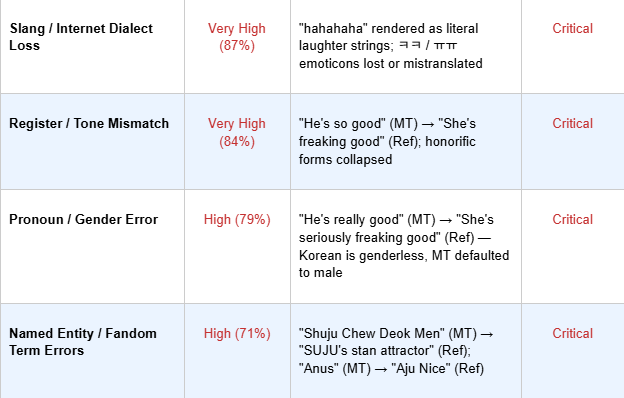 Slang / Internet Dialect
Loss
Very High
(87%)
"hahahaha" rendered as literal
laughter strings; ㅋㅋ / ㅠㅠ
emoticons lost or mistranslated
Critical
Register / Tone Mismatch
Very High
(84%)
"He's so good" (MT) → "She's
freaking good" (Ref); honorific
forms collapsed
Critical
Pronoun / Gender Error
High (79%)
"He's really good" (MT) → "She's
seriously freaking good" (Ref) —
Korean is genderless, MT defaulted
to male
Critical
Named Entity / Fandom
Term Errors
High (71%)
"Shuju Chew Deok Men" (MT) →
"SUJU's stan attractor" (Ref);
"Anus" (MT) → "Aju Nice" (Ref)
Critical